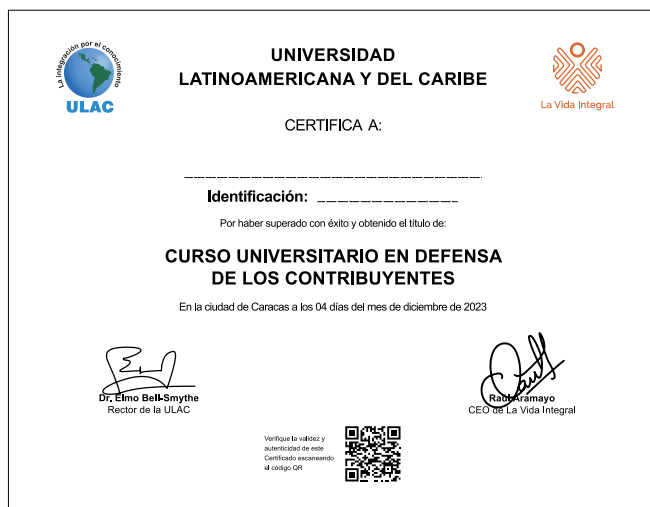 La integración por el conocimiento
ULAC
UNIVERSIDAD
LATINOAMERICANA Y DEL CARIBE
La Vida Integral
CERTIFICA A:
Identificación:
Por haber superado con éxito y obtenido el título de:
CURSO UNIVERSITARIO EN DEFENSA
DE LOS CONTRIBUYENTES
En la ciudad de Caracas a los 04 días del mes de diciembre de 2023
Dr. Elmo Bell-Smythe
Rector de la ULAC
Raúl Aramayo
CEO de La Vida Integral
Verifique la validez y
autenticidad de este
Certificado escaneando
el código QR